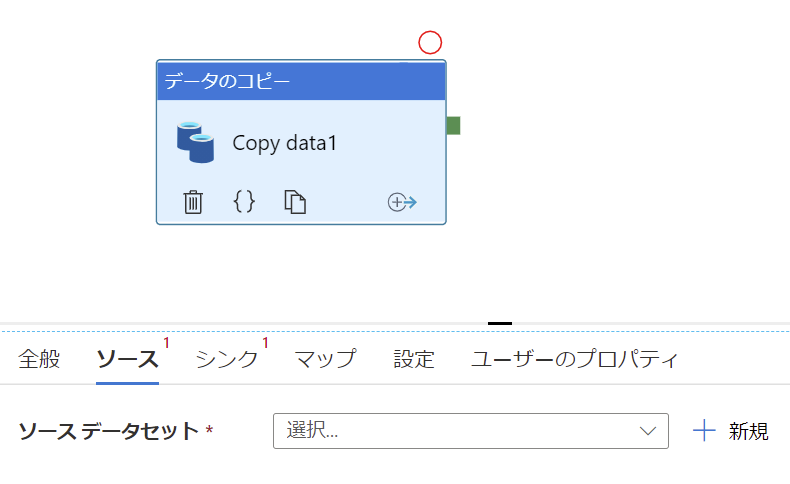 データのコピー
Copy data1
全般 ソース 1 シンク 1 マップ 設定 ユーザーのプロパティ
ソース データセット * 選択... 新規